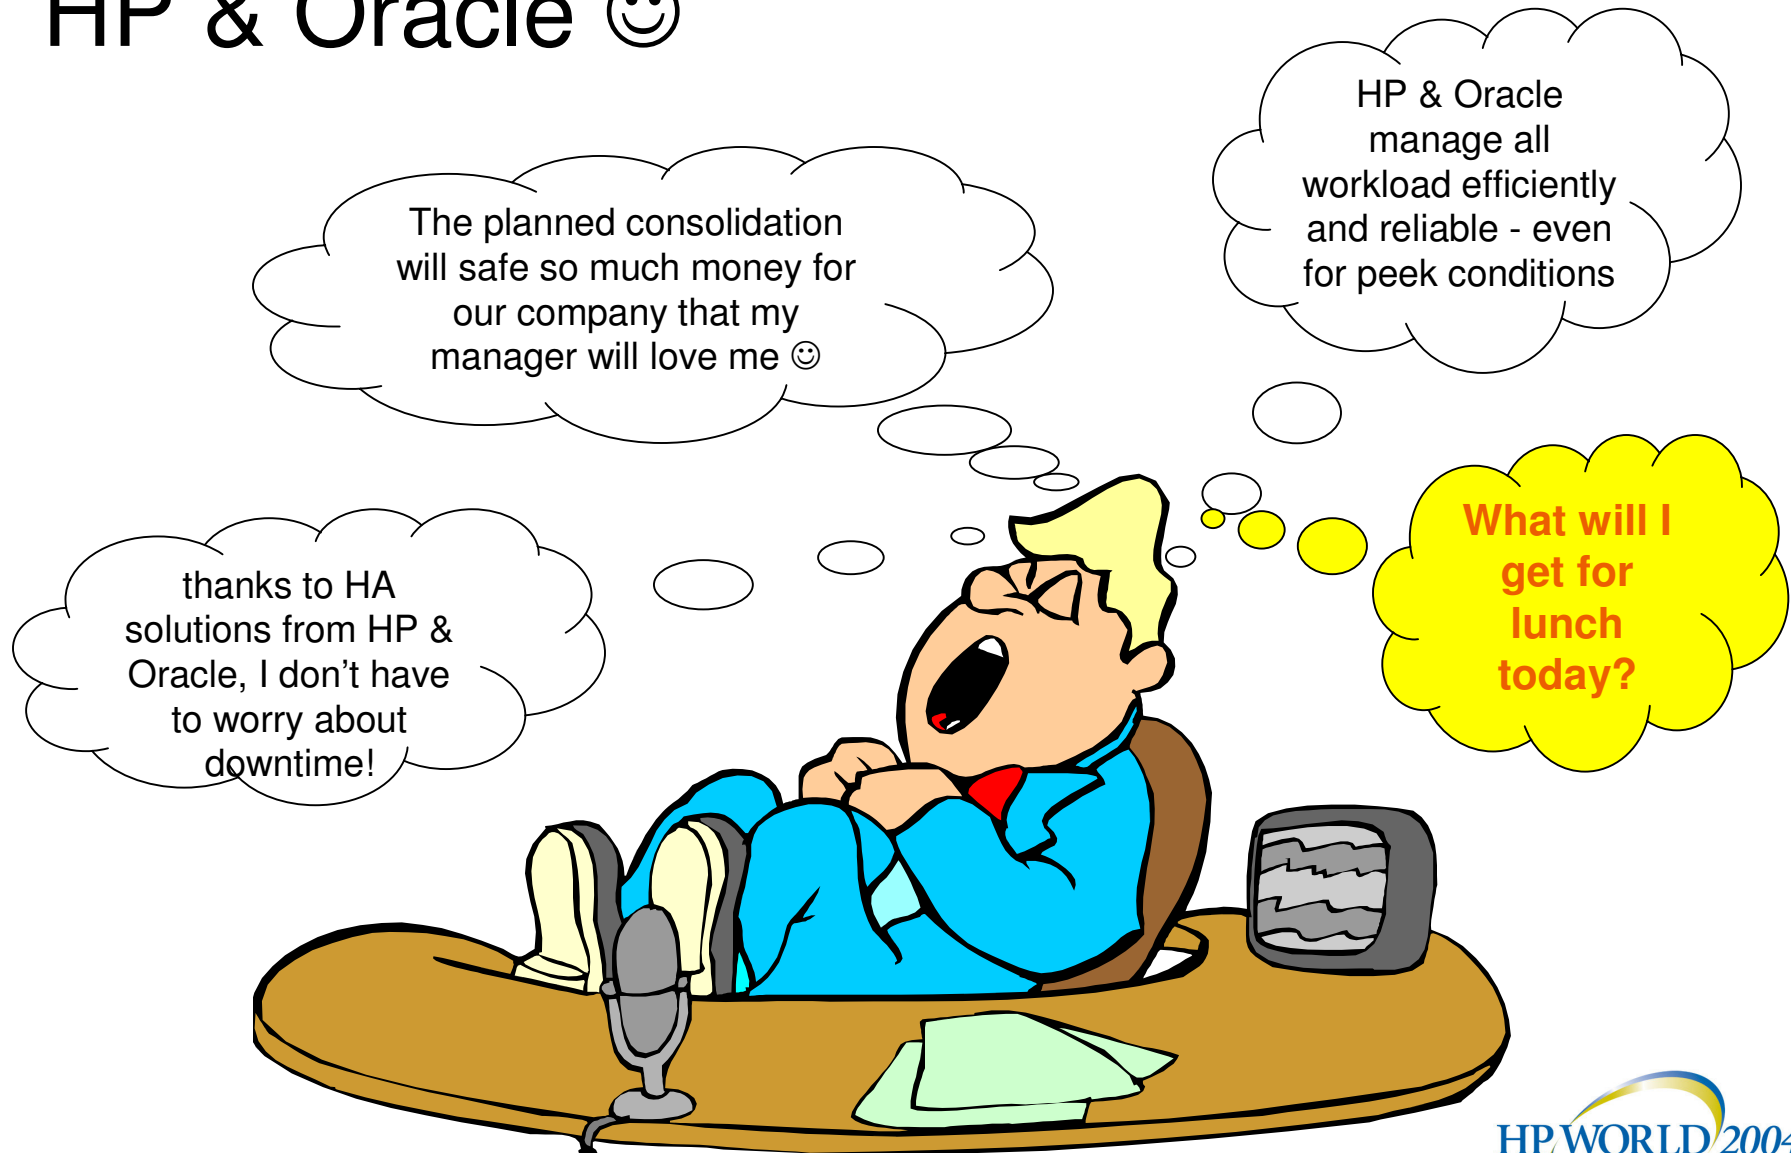 HP & Oracle ☺
HP & Oracle
manage all
workload efficiently
and reliable - even
for peek conditions
The planned consolidation
will safe so much money for
our company that my
manager will love me ☺
What will I
get for
lunch
today?
thanks to HA
solutions from HP &
Oracle, I don't have
to worry about
downtime!
HP WORLD 2004